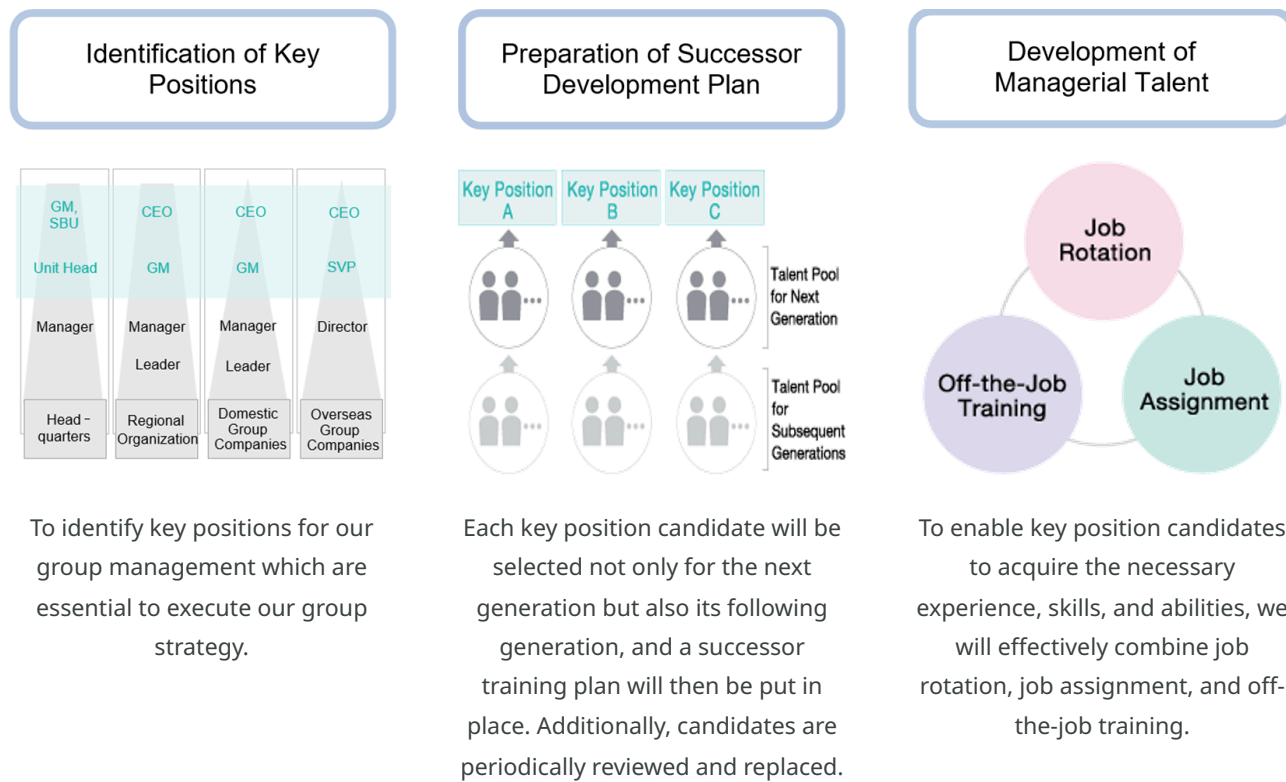 Identification of Key
Positions
GM,
SBU
CEO
CEO
CEO
Unit Head
GM
GM
SVP
Manager
Manager
Manager
Director
Leader
Leader
Head -
quarters
Regional
Organization
Domestic
Group
Companies
Overseas
Group
Companies
To identify key positions for our
group management which are
essential to execute our group
strategy.
Preparation of Successor
Development Plan
Key Position
A
Key Position
B
Key Position
C
Talent Pool
for Next
Generation
Talent Pool
for
Subsequent
Generations
Each key position candidate will be
selected not only for the next
generation but also its following
generation, and a successor
training plan will then be put in
place. Additionally, candidates are
periodically reviewed and replaced.
Development of
Managerial Talent
Job
Rotation
Off-the-Job
Training
Job
Assignment
To enable key position candidates
to acquire the necessary
experience, skills, and abilities, we
will effectively combine job
rotation, job assignment, and off-
the-job training.